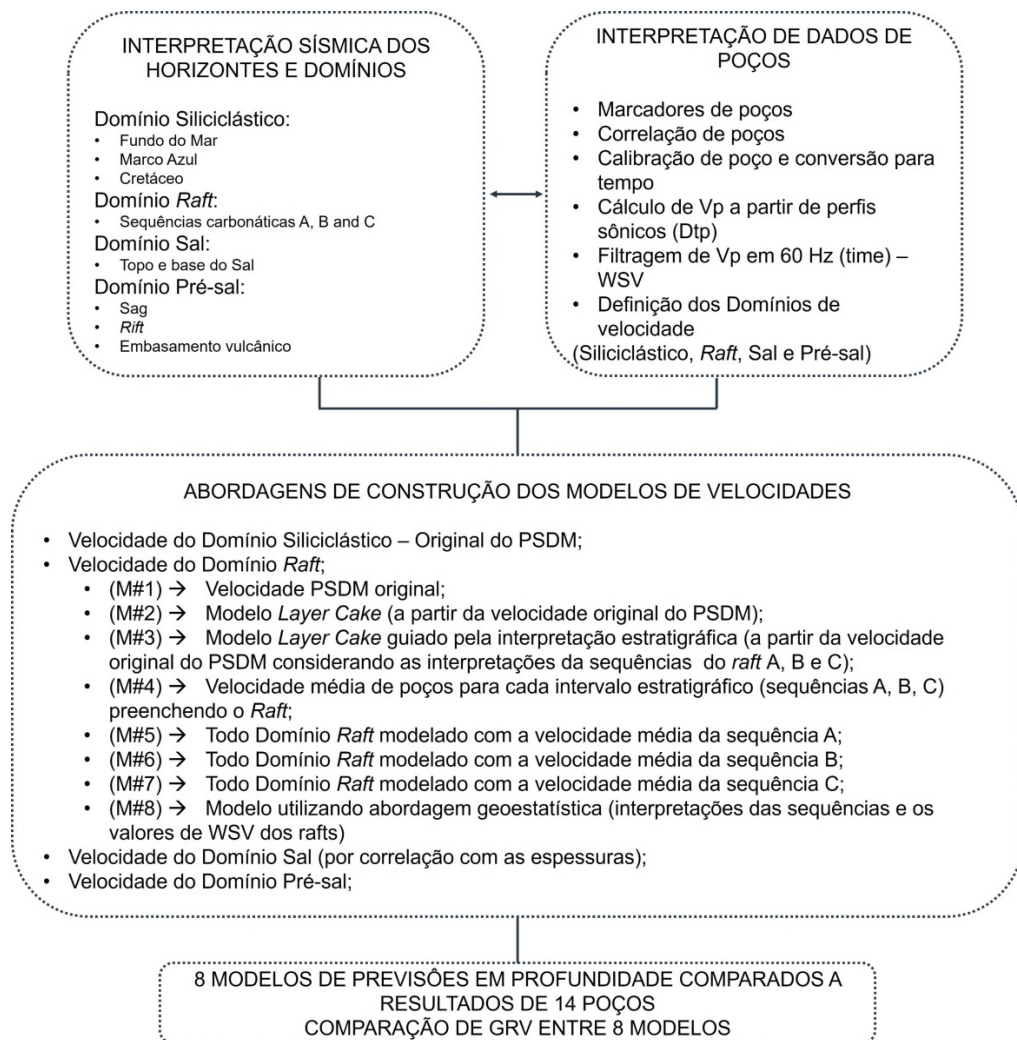 INTERPRETAÇÃO SÍSMICA DOS
HORIZONTES E DOMÍNIOS
Domínio Siliciclástico:
• Fundo do Mar
• Marco Azul
• Cretáceo
Domínio Raft:
• Sequências carbonáticas A, B and C
Domínio Sal:
• Topo e base do Sal
Domínio Pré-sal:
• Sag
• Rift
• Embasamento vulcânico
INTERPRETAÇÃO DE DADOS DE
POÇOS
• Marcadores de poços
• Correlação de poços
• Calibração de poço e conversão para
tempo
• Cálculo de Vp a partir de perfis
sônicos (Dtp)
• Filtragem de Vp em 60 Hz (time) –
WSV
• Definição dos Domínios de
velocidade
(Siliciclástico, Raft, Sal e Pré-sal)
ABORDAGENS DE CONSTRUÇÃO DOS MODELOS DE VELOCIDADES
• Velocidade do Domínio Siliciclástico – Original do PSDM;
• Velocidade do Domínio Raft;
• (M#1) → Velocidade PSDM original;
• (M#2) → Modelo Layer Cake (a partir da velocidade original do PSDM);
• (M#3) → Modelo Layer Cake guiado pela interpretação estratigráfica (a partir da velocidade
original do PSDM considerando as interpretações da sequências do raft A, B e C);
• (M#4) → Velocidade média de poços para cada intervalo estratigráfico (sequências A, B, C)
preenchendo o Raft;
• (M#5) → Todo Domínio Raft modelado com a velocidade média da sequência A;
• (M#6) → Todo Domínio Raft modelado com a velocidade média da sequência B;
• (M#7) → Todo Domínio Raft modelado com a velocidade média da sequência C;
• (M#8) → Modelo utilizando abordagem geoestatística (interpretações das sequências e os
valores de WSV dos rafts)
• Velocidade do Domínio Sal (por correlação com as espessuras);
• Velocidade do Domínio Pré-sal;
8 MODELOS DE PREVISÔES EM PROFUNDIDADE COMPARADOS A
RESULTADOS DE 14 POÇOS
COMPARAÇÃO DE GRV ENTRE 8 MODELOS